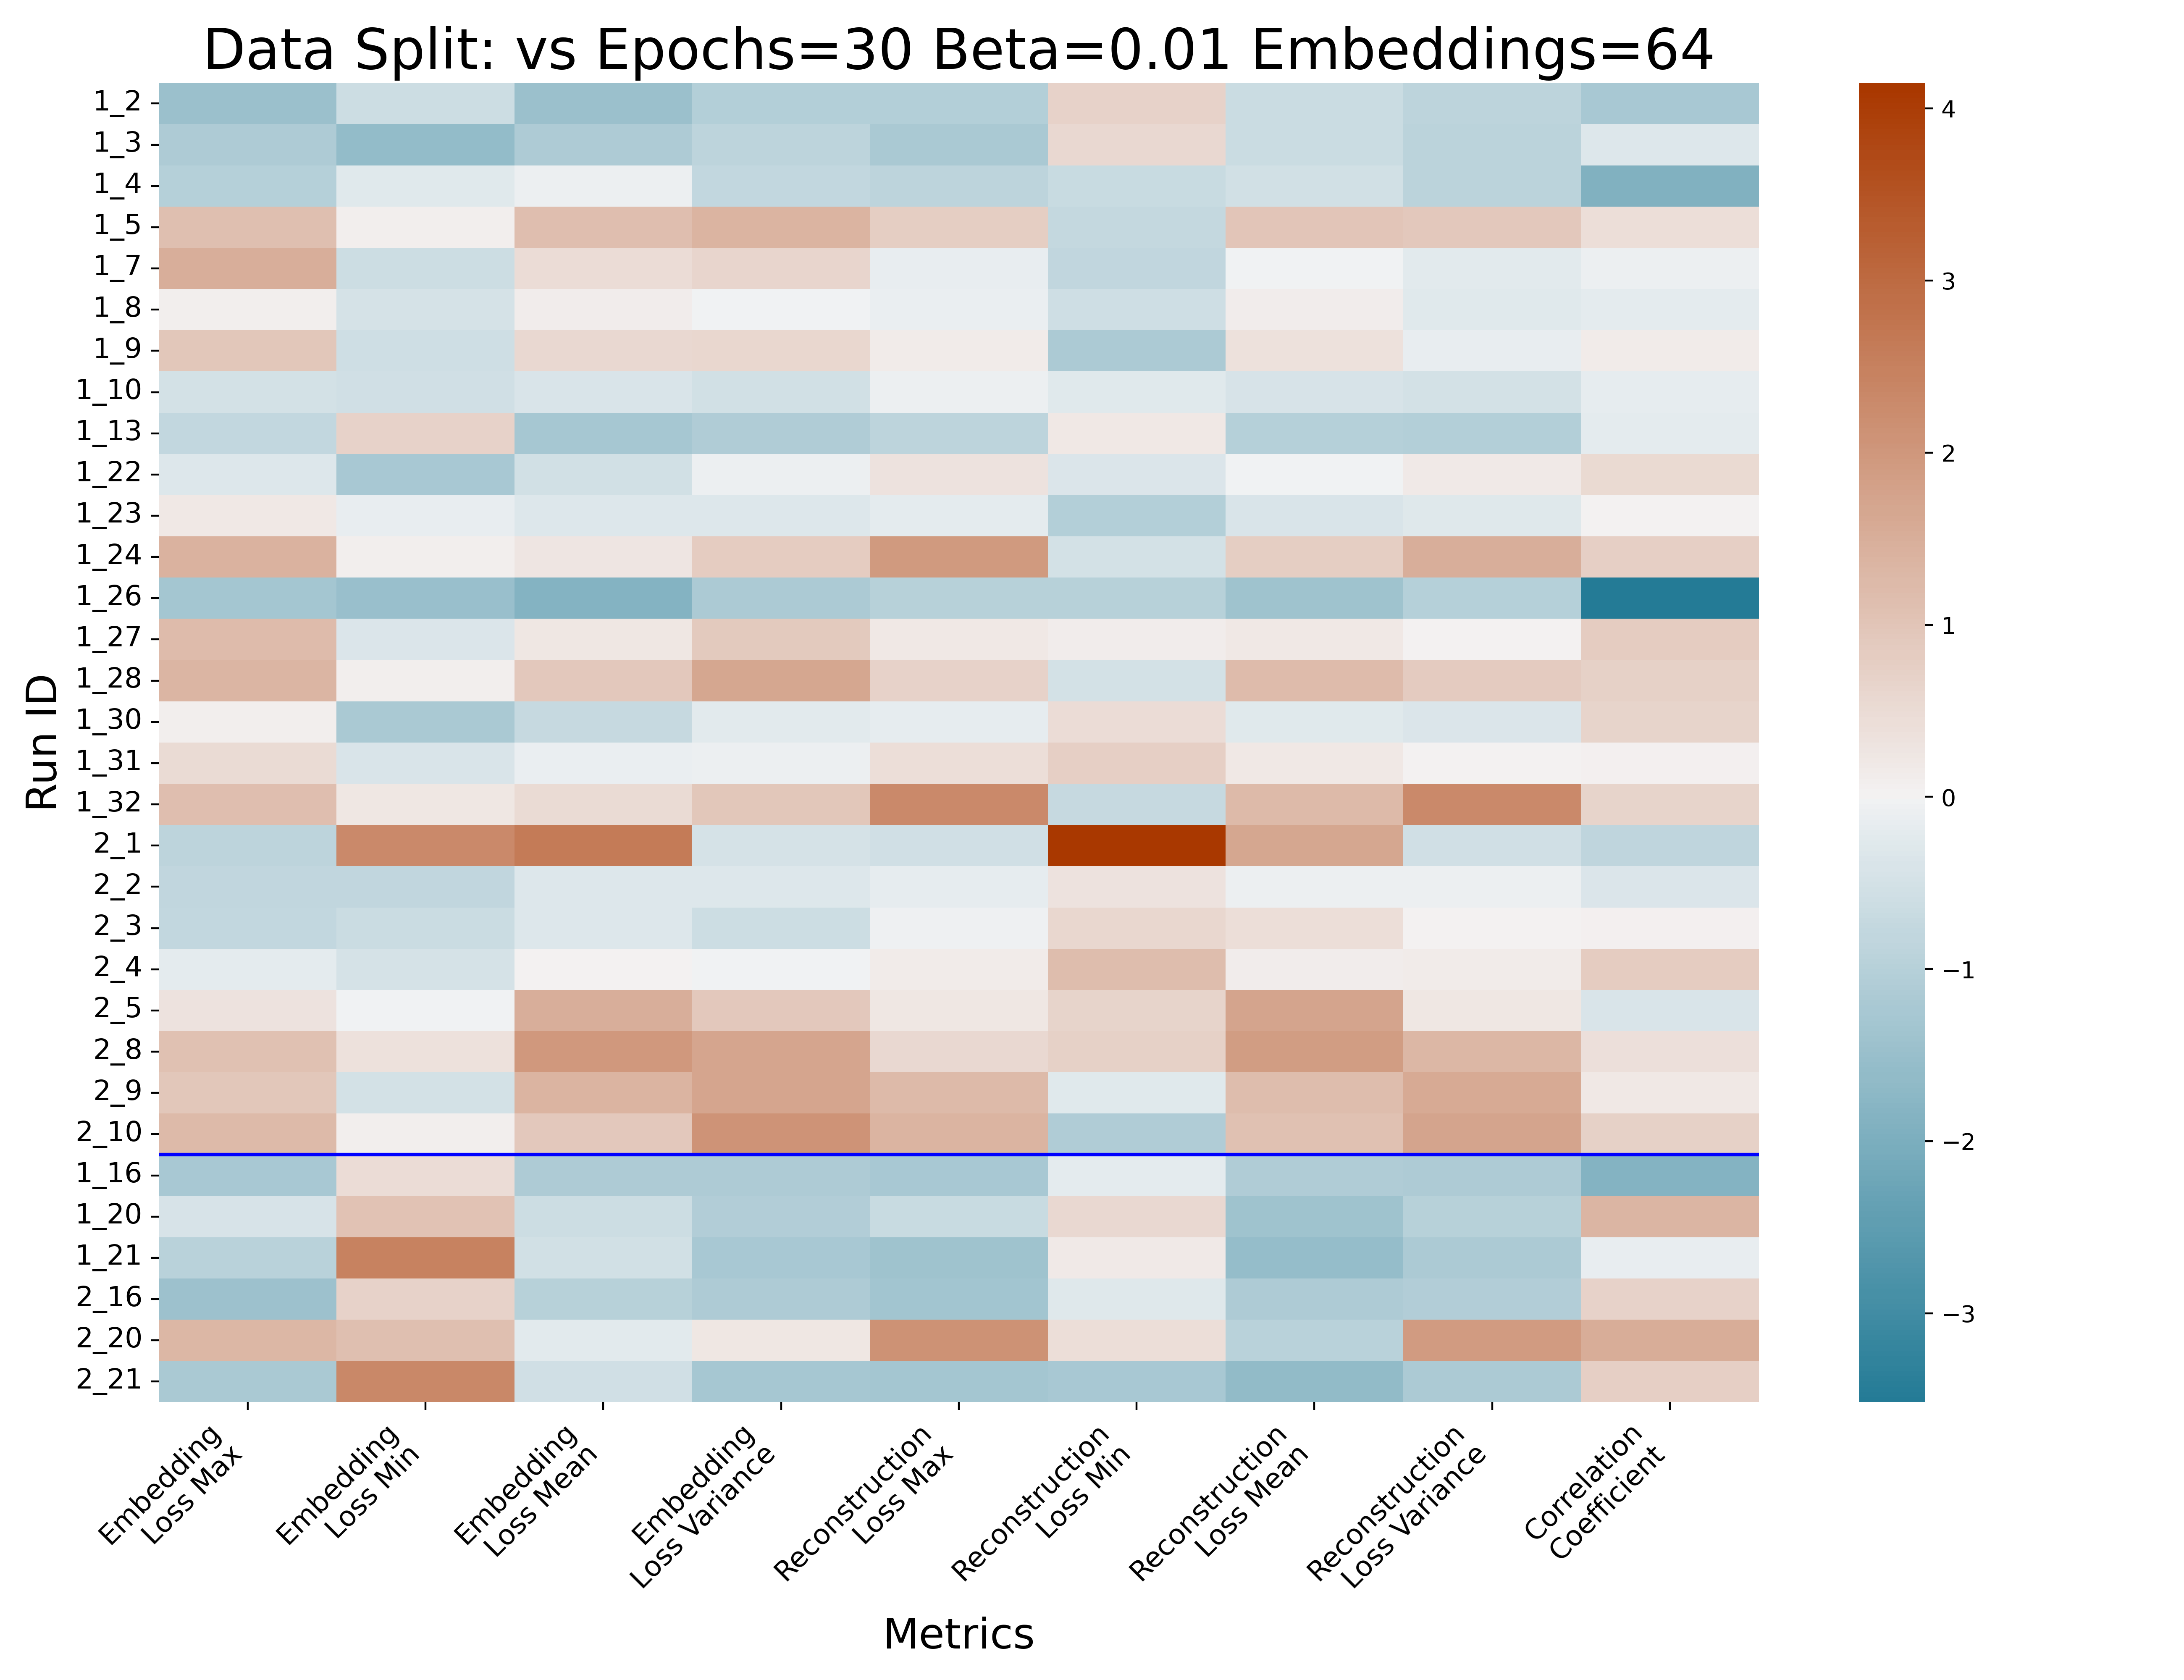 Data Split: vs Epochs=30 Beta=0.01 Embeddings=64
Run ID
1_2
1_3
1_4
1_5
1_7
1_8
1_9
1_10
1_13
1_22
1_23
1_24
1_26
1_27
1_28
1_30
1_31
1_32
2_1
2_2
2_3
2_4
2_5
2_8
2_9
2_10
1_16
1_20
1_21
2_16
2_20
2_21
Embedding
Loss Max
Embedding
Loss Min
Embedding
Loss Mean
Embedding
Loss Variance
Reconstruction
Loss Max
Reconstruction
Loss Min
Reconstruction
Loss Mean
Reconstruction
Loss Variance
Correlation
Coefficient
Metrics
4
3
2
1
0
−1
−2
−3